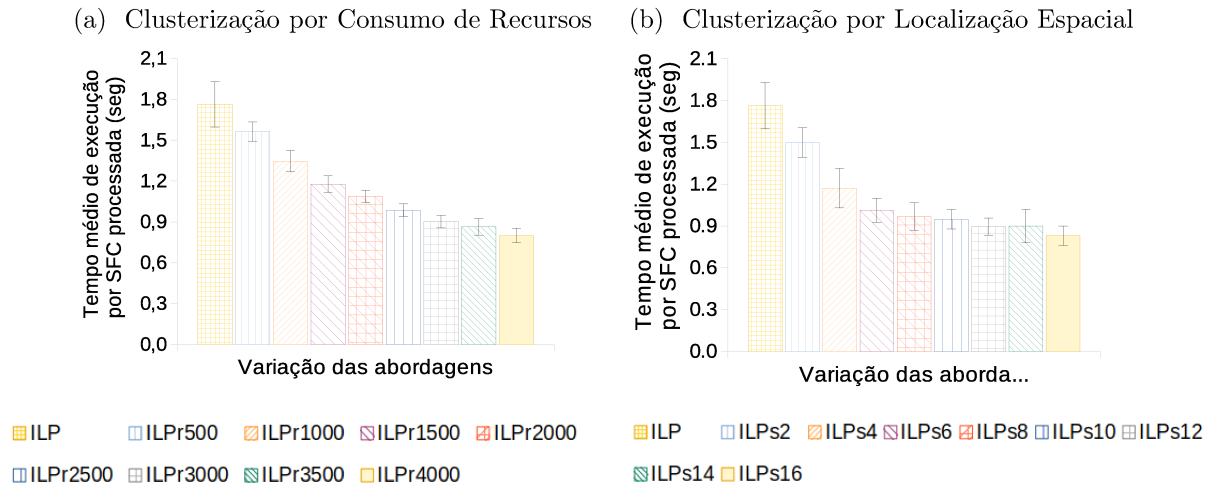 (a) Clusterização por Consumo de Recursos
2,1
1,8
1,5
1,2
0,9
0,6
0,3
0,0
Tempo médio de execução
por SFC processada (seg)
Variação das abordagens
ILP ILPr500 ILPr1000 ILPr1500 ILPr2000
ILPr2500 ILPr3000 ILPr3500 ILPr4000
(b) Clusterização por Localização Espacial
2.1
1.8
1.5
1.2
0.9
0.6
0.3
0.0
Tempo médio de execução
por SFC processada (seg)
Variação das aborda...
ILP ILPs2 ILPs4 ILPs6 ILPs8 ILPs10 ILPs12
ILPs14 ILPs16